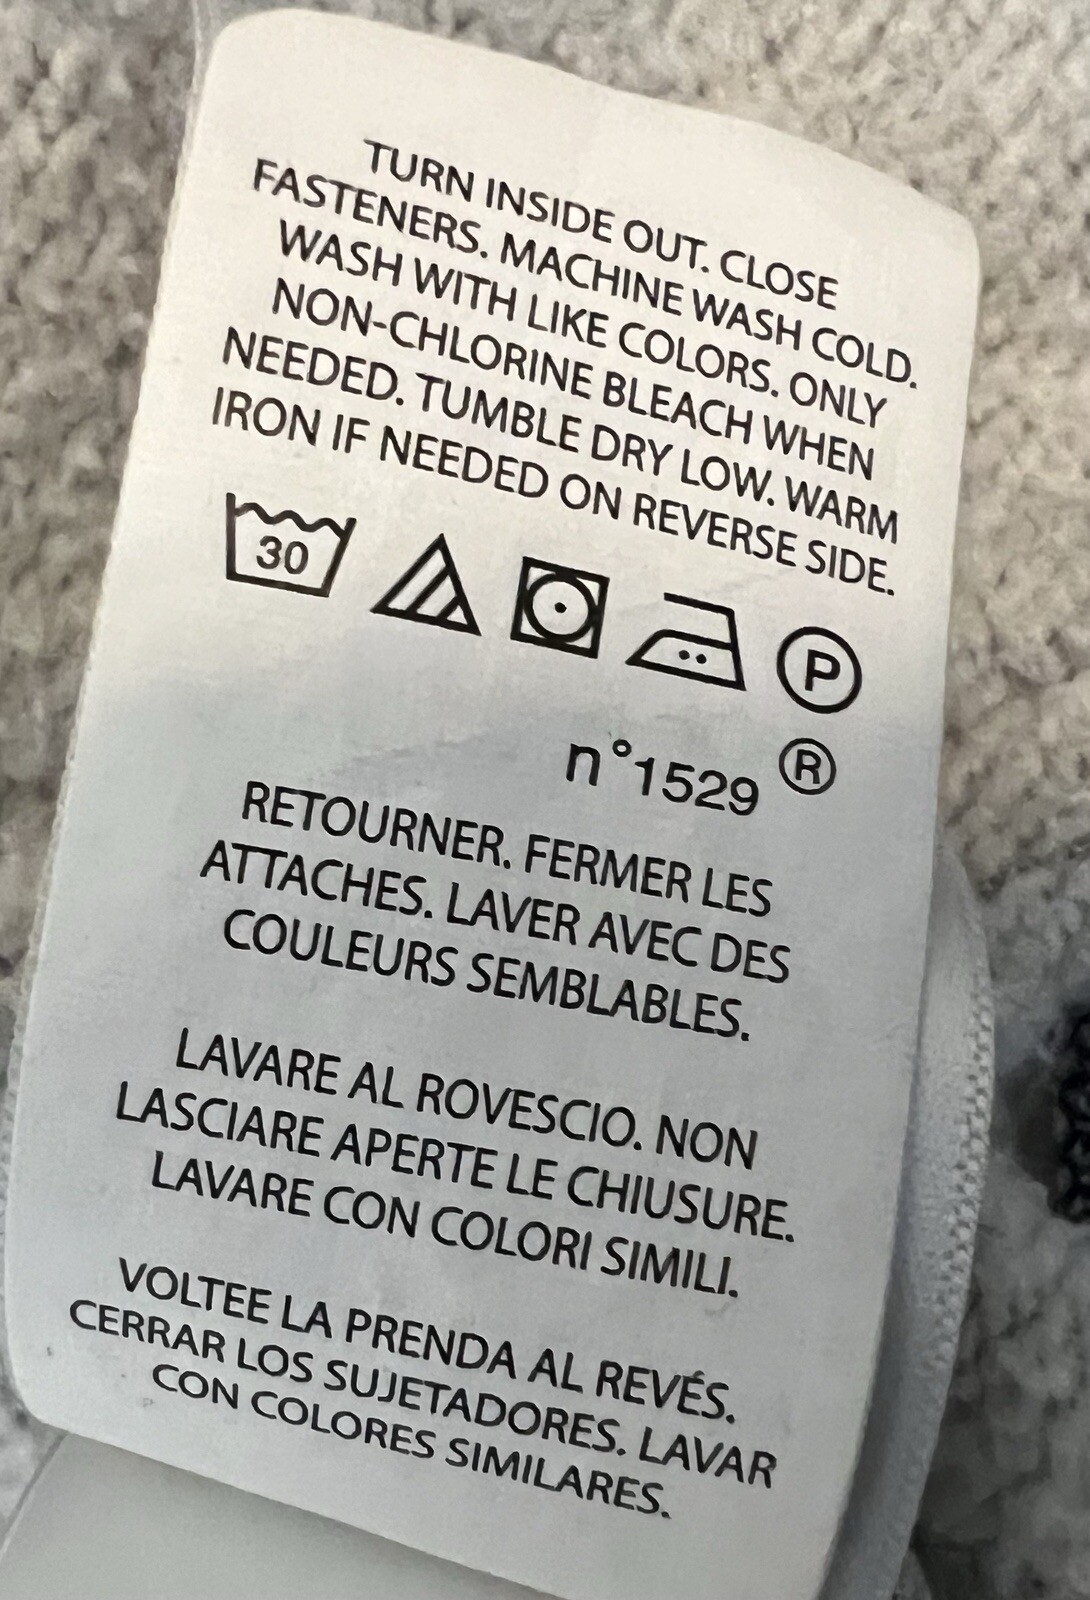 TURN INSIDE OUT. CLOSE
FASTENERS. MACHINE WASH COLD.
WASH WITH LIKE COLORS. ONLY
NON-CHLORINE BLEACH WHEN
NEEDED. TUMBLE DRY LOW. WARM
IRON IF NEEDED ON REVERSE SIDE.
30 P
n°1529 ®
RETOURNER. FERMER LES
ATTACHES. LAVER AVEC DES
COULEURS SEMBLABLES.
LAVARE AL ROVESCIO. NON
LASCIARE APERTE LE CHIUSURE.
LAVARE CON COLORI SIMILI.
VOLTEE LA PRENDA AL REVÉS.
CERRAR LOS SUJETADORES. LAVAR
CON COLORES SIMILARES.